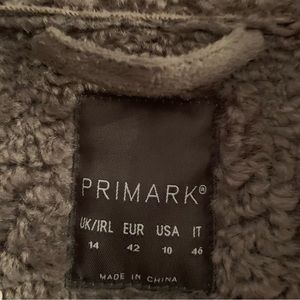 PRIMARK®
UK/IRL EUR USA IT
14 42 10 46
MADE IN CHINA